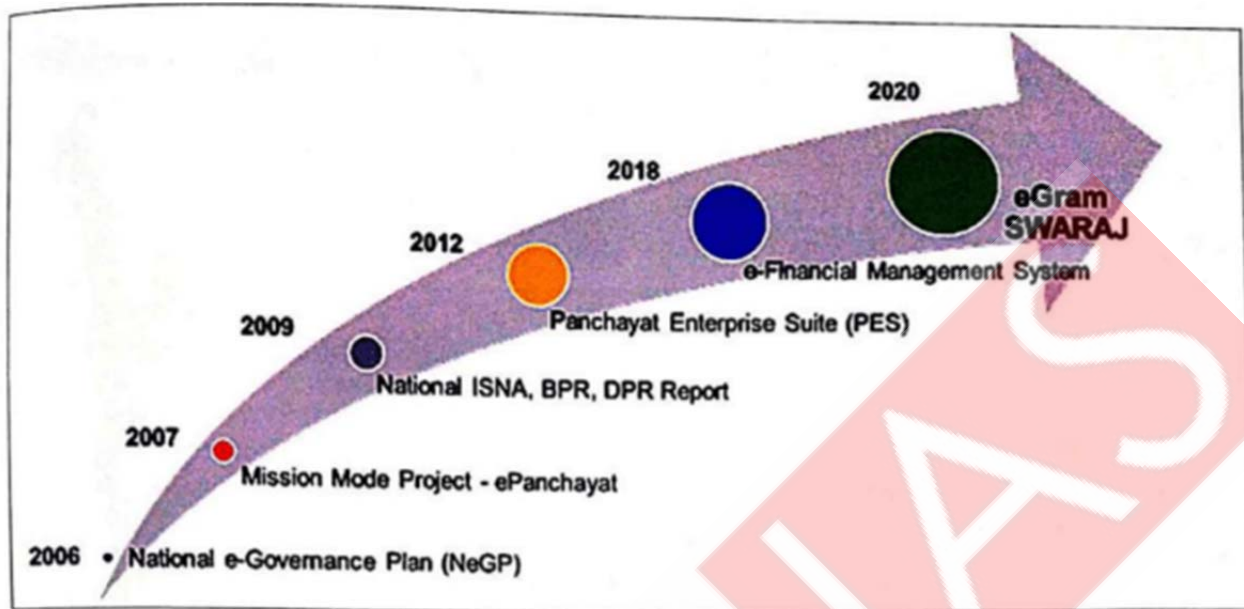 2020
eGram
SWARAJ
2018
e-Financial Management System
2012
Panchayat Enterprise Suite (PES)
2009
National ISNA, BPR, DPR Report
2007
Mission Mode Project - ePanchayat
2006 • National e-Governance Plan (NeGP)
IAS